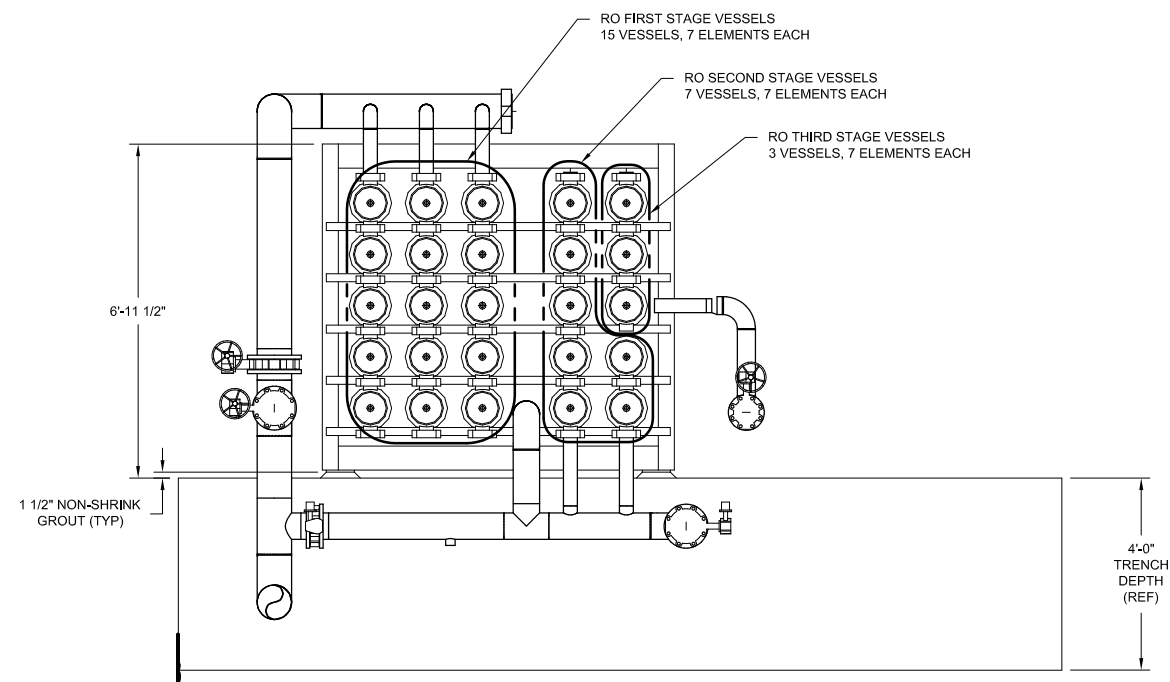 RO FIRST STAGE VESSELS
15 VESSELS, 7 ELEMENTS EACH
RO SECOND STAGE VESSELS
7 VESSELS, 7 ELEMENTS EACH
RO THIRD STAGE VESSELS
3 VESSELS, 7 ELEMENTS EACH
6'-11 1/2"
1 1/2" NON-SHRINK
GROUT (TYP)
4'-0"
TRENCH
DEPTH
(REF)